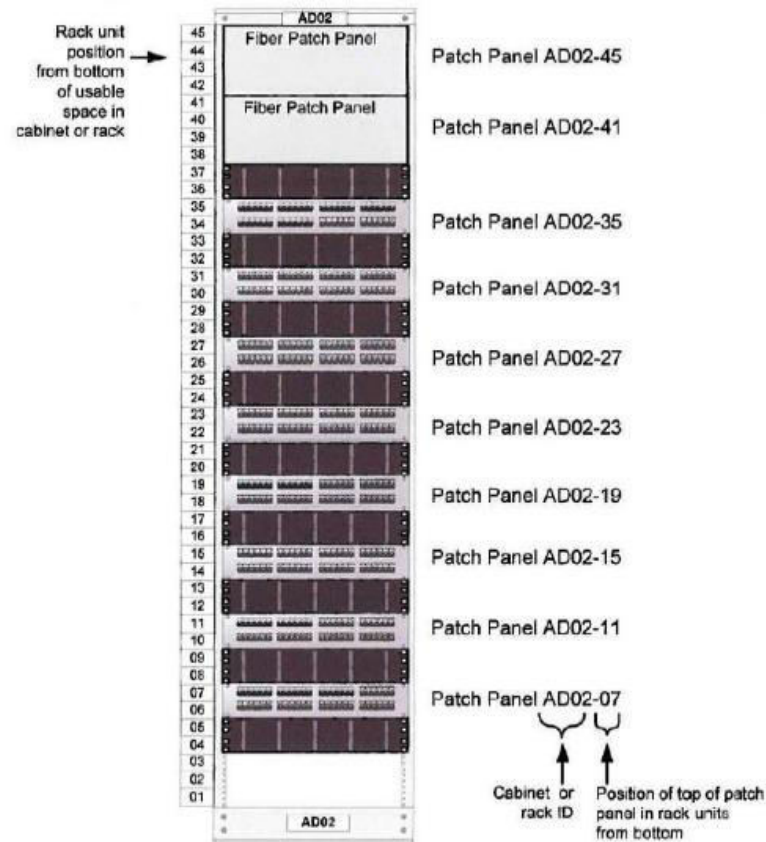 AD02
Rack unit
position
from bottom
of usable
space in
cabinet or rack
45
44
43
42
41
40
39
38
37
36
35
34
33
32
31
30
29
28
27
26
25
24
23
22
21
20
19
18
17
16
15
14
13
12
11
10
09
08
07
06
05
04
03
02
01
Fiber Patch Panel
Fiber Patch Panel
Patch Panel AD02-45
Patch Panel AD02-41
Patch Panel AD02-35
Patch Panel AD02-31
Patch Panel AD02-27
Patch Panel AD02-23
Patch Panel AD02-19
Patch Panel AD02-15
Patch Panel AD02-11
Patch Panel AD02-07
Cabinet or
rack ID
Position of top of patch
panel in rack units
from bottom
AD02